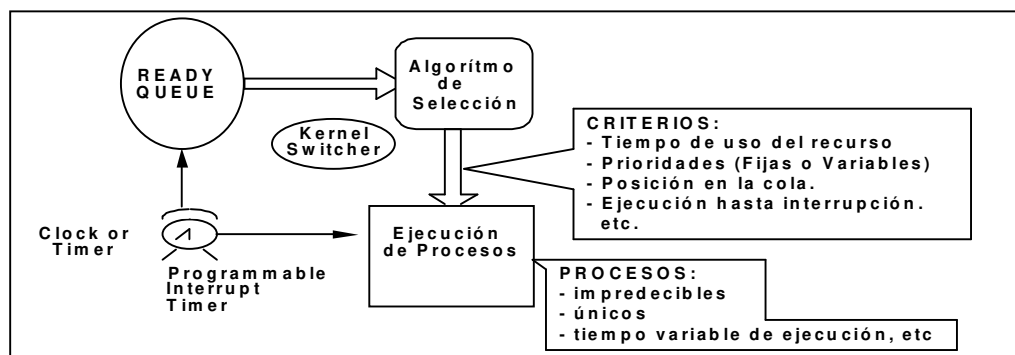 READY
QUEUE
Algorítmo
de
Selección
Kernel
Switcher
CRITERIOS:
- Tiempo de uso del recurso
- Prioridades (Fijas o Variables)
- Posición en la cola.
- Ejecución hasta interrupción.
etc.
Clock or
Timer
Programmable
Interrupt
Timer
Ejecución
de Procesos
PROCESOS:
- impredecibles
- únicos
- tiempo variable de ejecución, etc